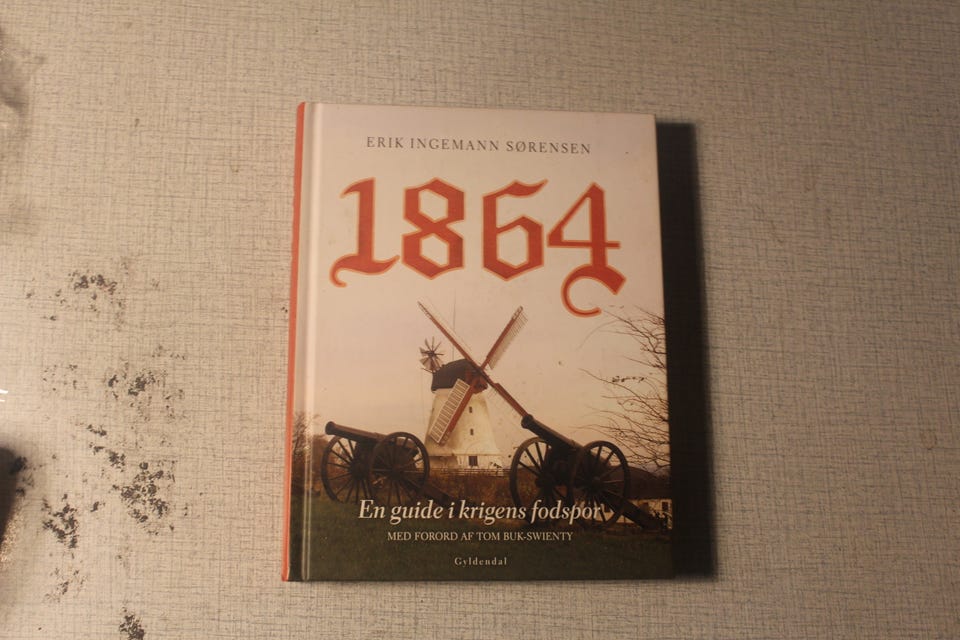 ERIK INGEMANN SØRENSEN
1864
En guide i krigens fodspor
MED FORORD AF TOM BUK-SWIENTY
Gyldendal